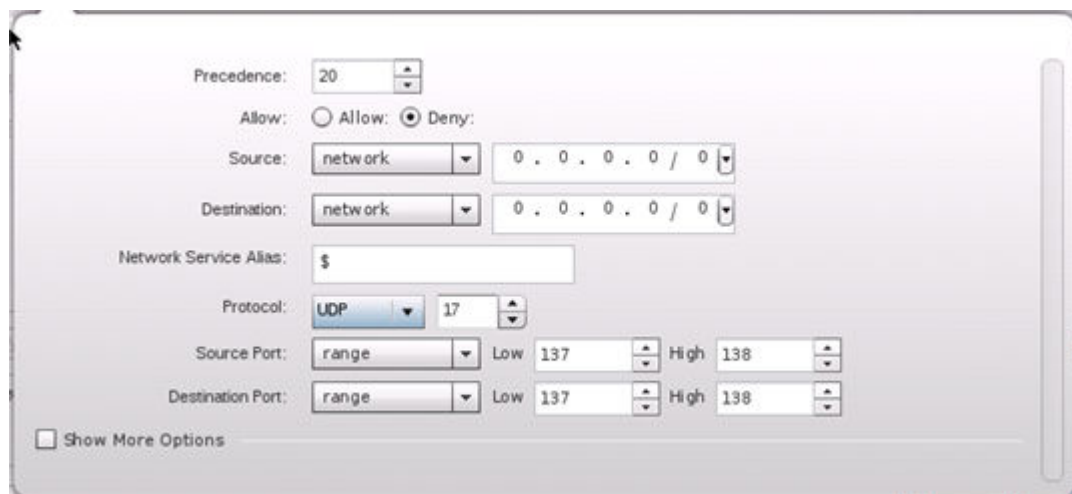 Precedence: 20
Allow: Allow: Deny:
Source: network 0 . 0 . 0 . 0 / 0
Destination: network 0 . 0 . 0 . 0 / 0
Network Service Alias: $
Protocol: UDP 17
Source Port: range Low 137 High 138
Destination Port: range Low 137 High 138
Show More Options